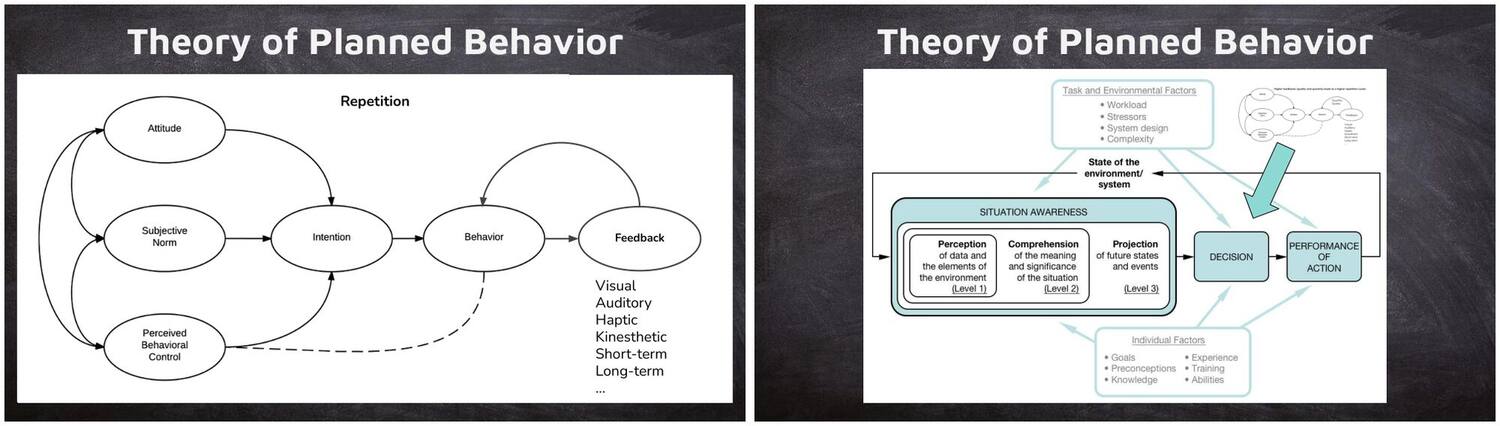 Theory of Planned Behavior
Repetition
Attitude
Subjective
Norm
Intention
Behavior
Feedback
Perceived
Behavioral
Control
Visual
Auditory
Haptic
Kinesthetic
Short-term
Long-term
...
Theory of Planned Behavior
Task and Environmental Factors
• Workload
• Stressors
• System design
• Complexity
State of the
environment/
system
SITUATION AWARENESS
Perception
of data and
the elements of
the environment
(Level 1)
Comprehension
of the meaning
and significance
of the situation
(Level 2)
Projection
of future states
and events
(Level 3)
DECISION
PERFORMANCE
OF
ACTION
Individual Factors
• Goals
• Preconceptions
• Knowledge
• Experience
• Training
• Abilities